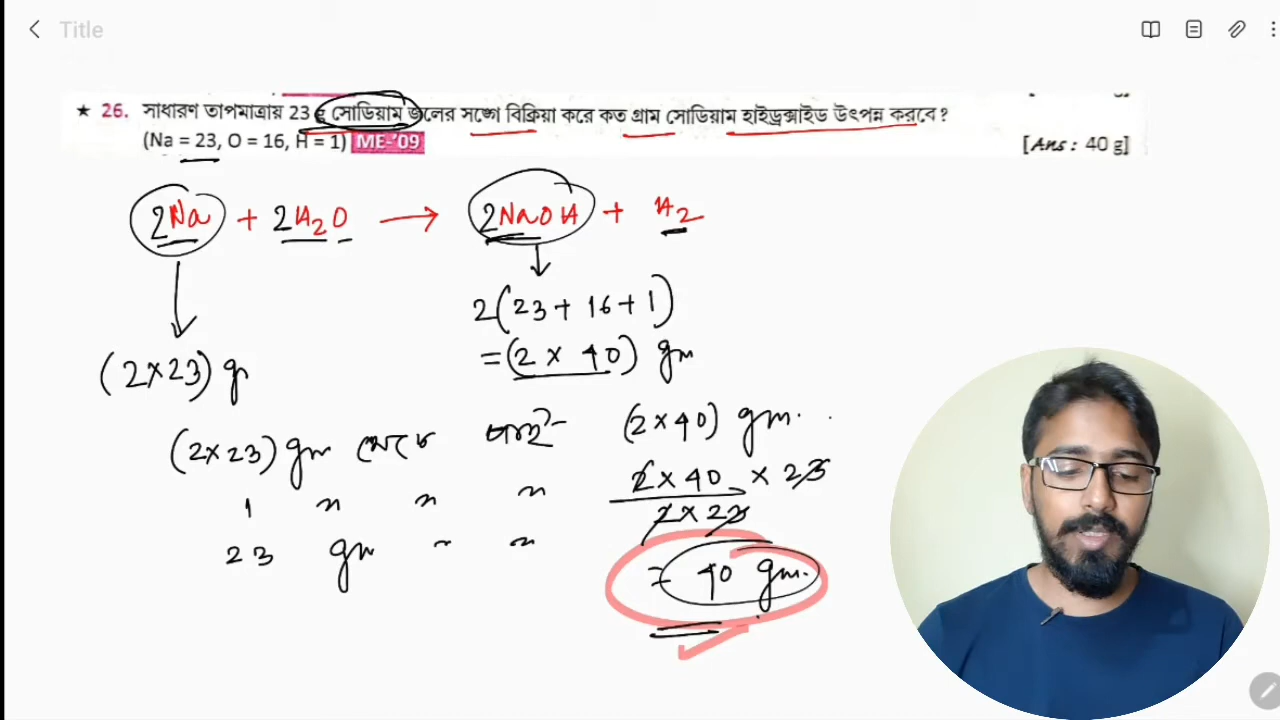 Title
★ 26. সাধারণ তাপমাত্রায় 23 g সোডিয়াম জলের সঙ্গে বিক্রিয়া করে কত গ্রাম সোডিয়াম হাইড্রক্সাইড উৎপন্ন করবে?
(Na = 23, O = 16, H = 1) ME-'09 [Ans : 40 g]
2Na + 2H₂O → 2NaOH + H₂
2(23 + 16 + 1)
= (2 × 40) gm
(2×23) g
(2×23) gm থেকে পাই- (2×40) gm.
1 " " " 2 × 40 × 23
2 × 23
23 gm " "
= 40 gm.